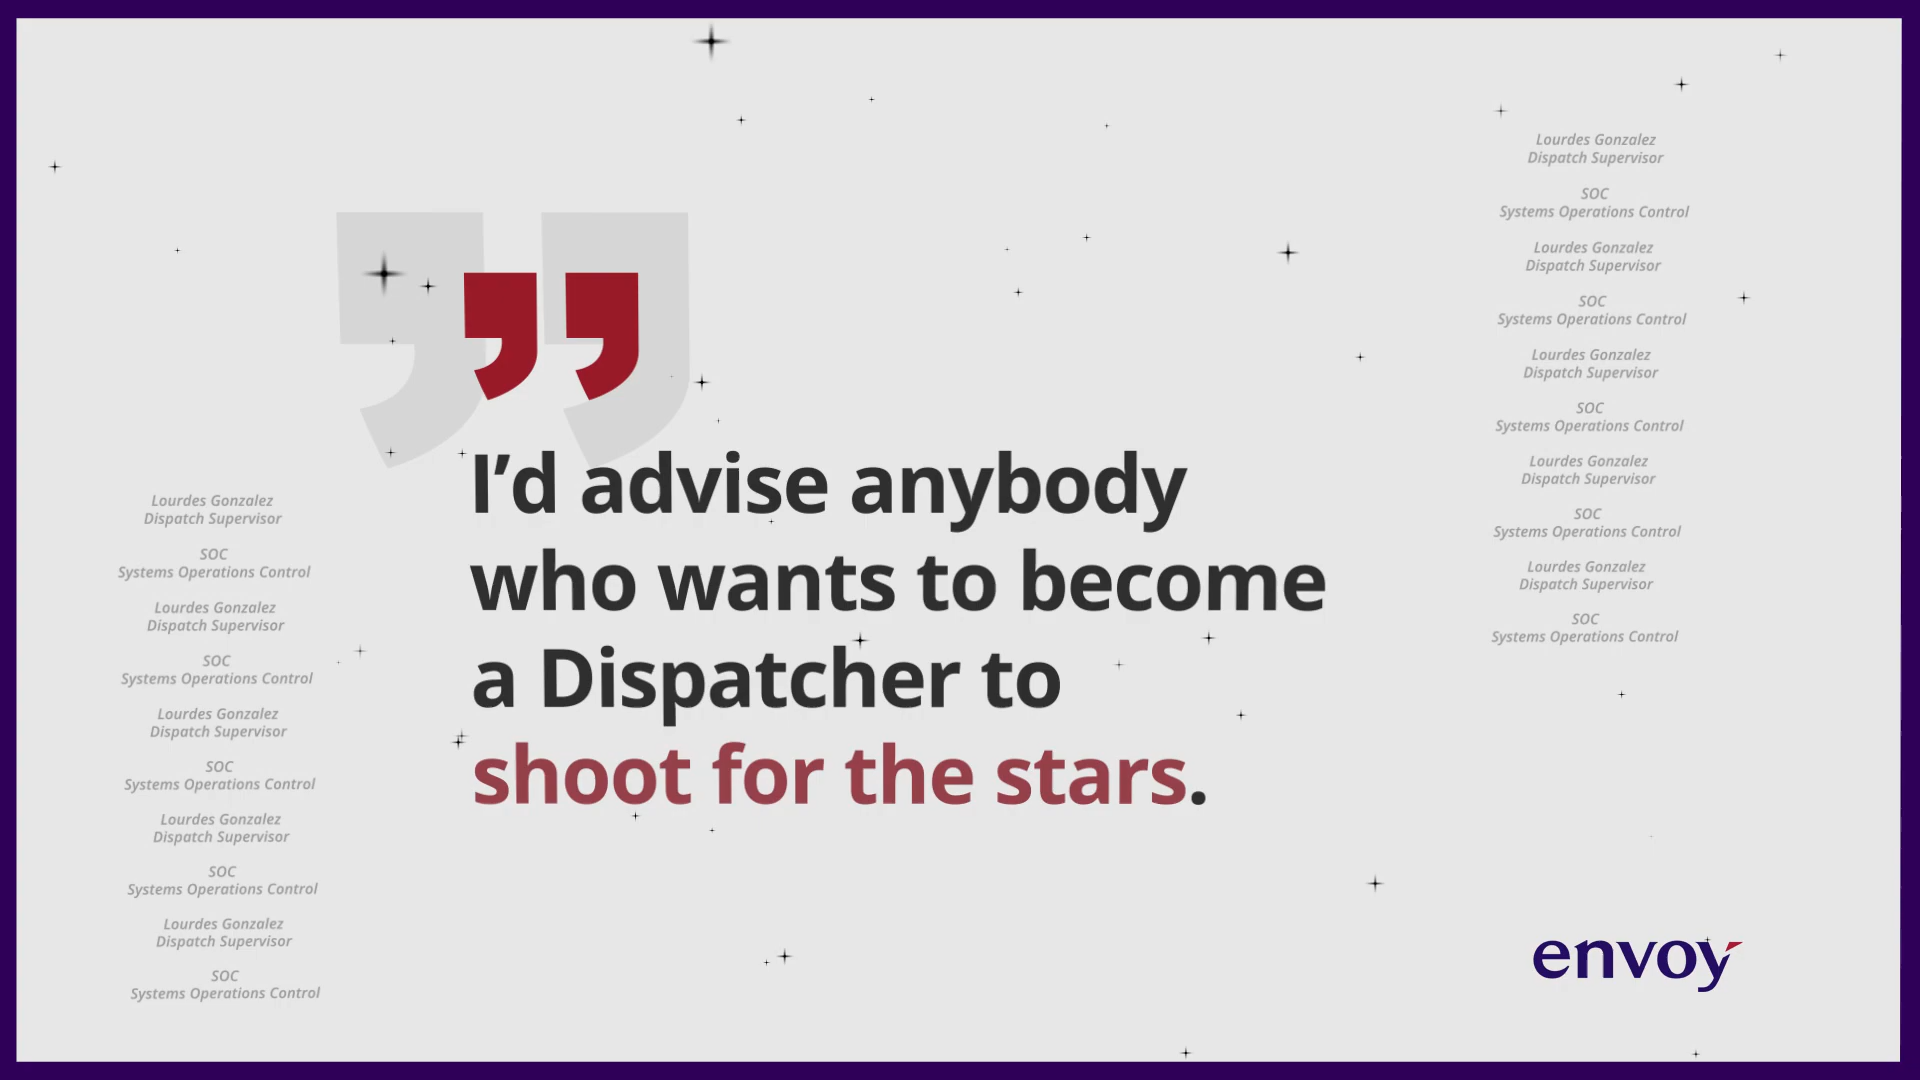 ”
I’d advise anybody
who wants to become
a Dispatcher to
shoot for the stars.
Lourdes Gonzalez
Dispatch Supervisor
SOC
Systems Operations Control
Lourdes Gonzalez
Dispatch Supervisor
SOC
Systems Operations Control
Lourdes Gonzalez
Dispatch Supervisor
SOC
Systems Operations Control
Lourdes Gonzalez
Dispatch Supervisor
SOC
Systems Operations Control
Lourdes Gonzalez
Dispatch Supervisor
SOC
Systems Operations Control
Lourdes Gonzalez
Dispatch Supervisor
SOC
Systems Operations Control
Lourdes Gonzalez
Dispatch Supervisor
SOC
Systems Operations Control
Lourdes Gonzalez
Dispatch Supervisor
SOC
Systems Operations Control
Lourdes Gonzalez
Dispatch Supervisor
SOC
Systems Operations Control
Lourdes Gonzalez
Dispatch Supervisor
SOC
Systems Operations Control
envoy